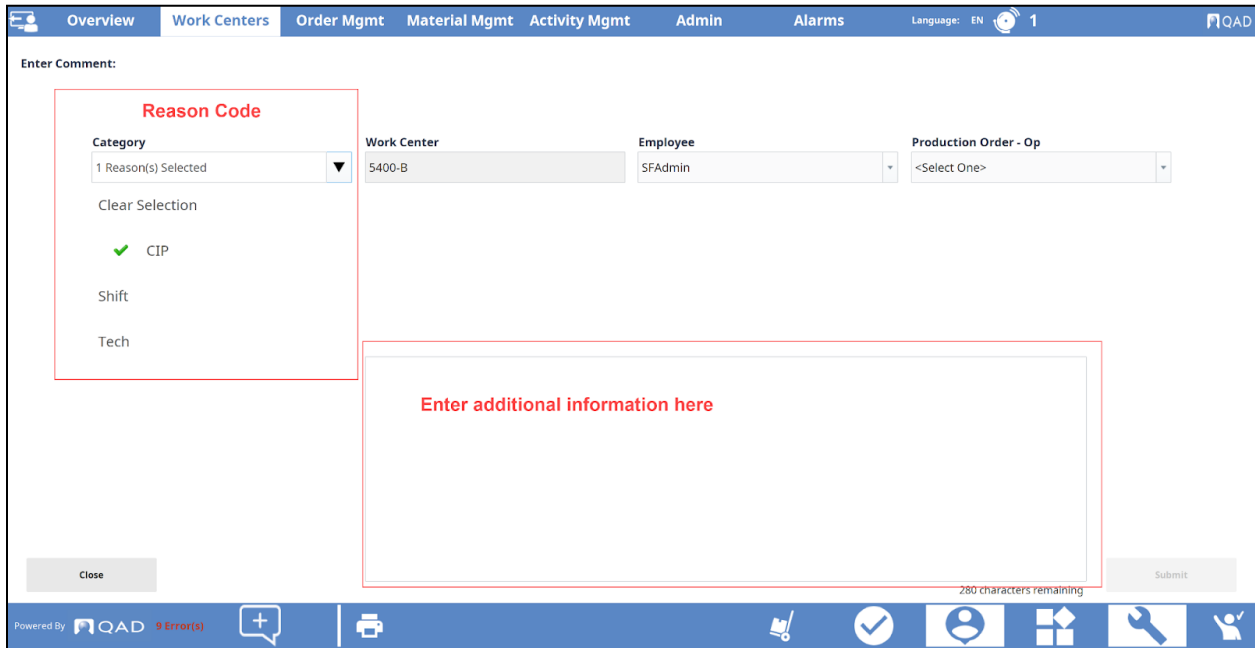 Overview Work Centers Order Mgmt Material Mgmt Activity Mgmt Admin Alarms Language: EN 1 QAD
Enter Comment:
Reason Code
Category Work Center Employee Production Order - Op
1 Reason(s) Selected 5400-B SFAdmin <Select One>
Clear Selection
CIP
Shift
Tech
Enter additional information here
Close Submit
280 characters remaining
Powered By QAD 9 Error(s)